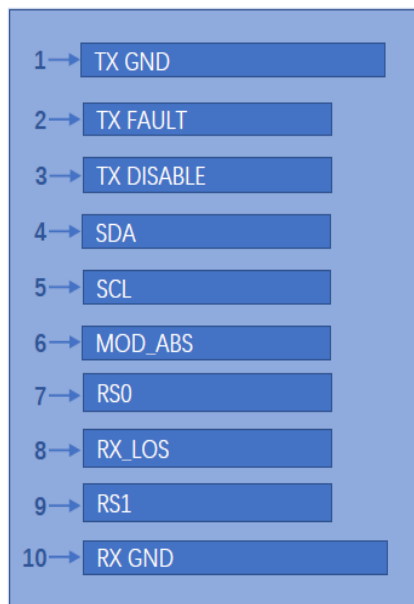 1 TX GND
2 TX FAULT
3 TX DISABLE
4 SDA
5 SCL
6 MOD_ABS
7 RS0
8 RX_LOS
9 RS1
10 RX GND